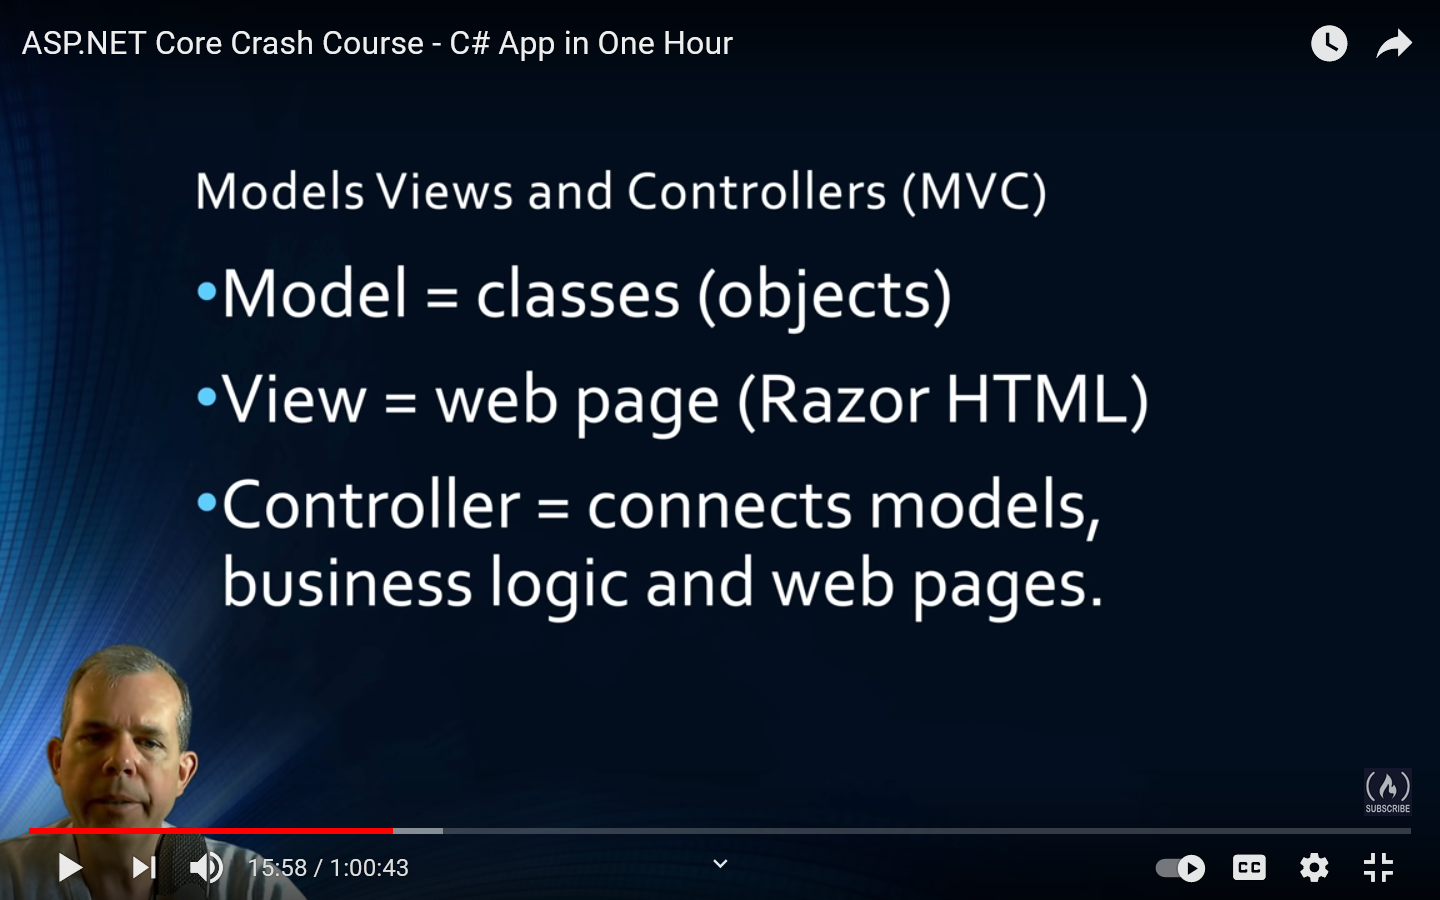 ASP.NET Core Crash Course - C# App in One Hour
Models Views and Controllers (MVC)
•Model = classes (objects)
•View = web page (Razor HTML)
•Controller = connects models,
business logic and web pages.
SUBSCRIBE
15:58 / 1:00:43
CC